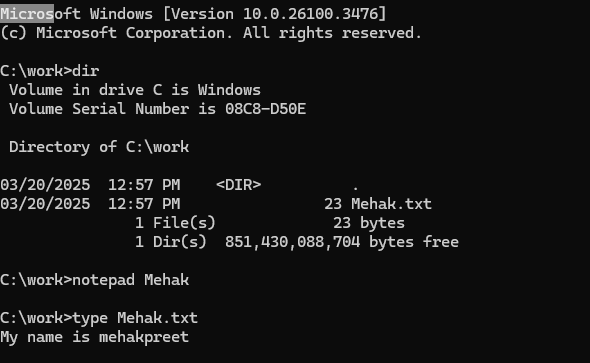 Microsoft Windows [Version 10.0.26100.3476]
(c) Microsoft Corporation. All rights reserved.
C:\work>dir
Volume in drive C is Windows
Volume Serial Number is 08C8-D50E
Directory of C:\work
03/20/2025  12:57 PM    <DIR>          .
03/20/2025  12:57 PM                23 Mehak.txt
1 File(s)             23 bytes
1 Dir(s)  851,430,088,704 bytes free
C:\work>notepad Mehak
C:\work>type Mehak.txt
My name is mehakpreet